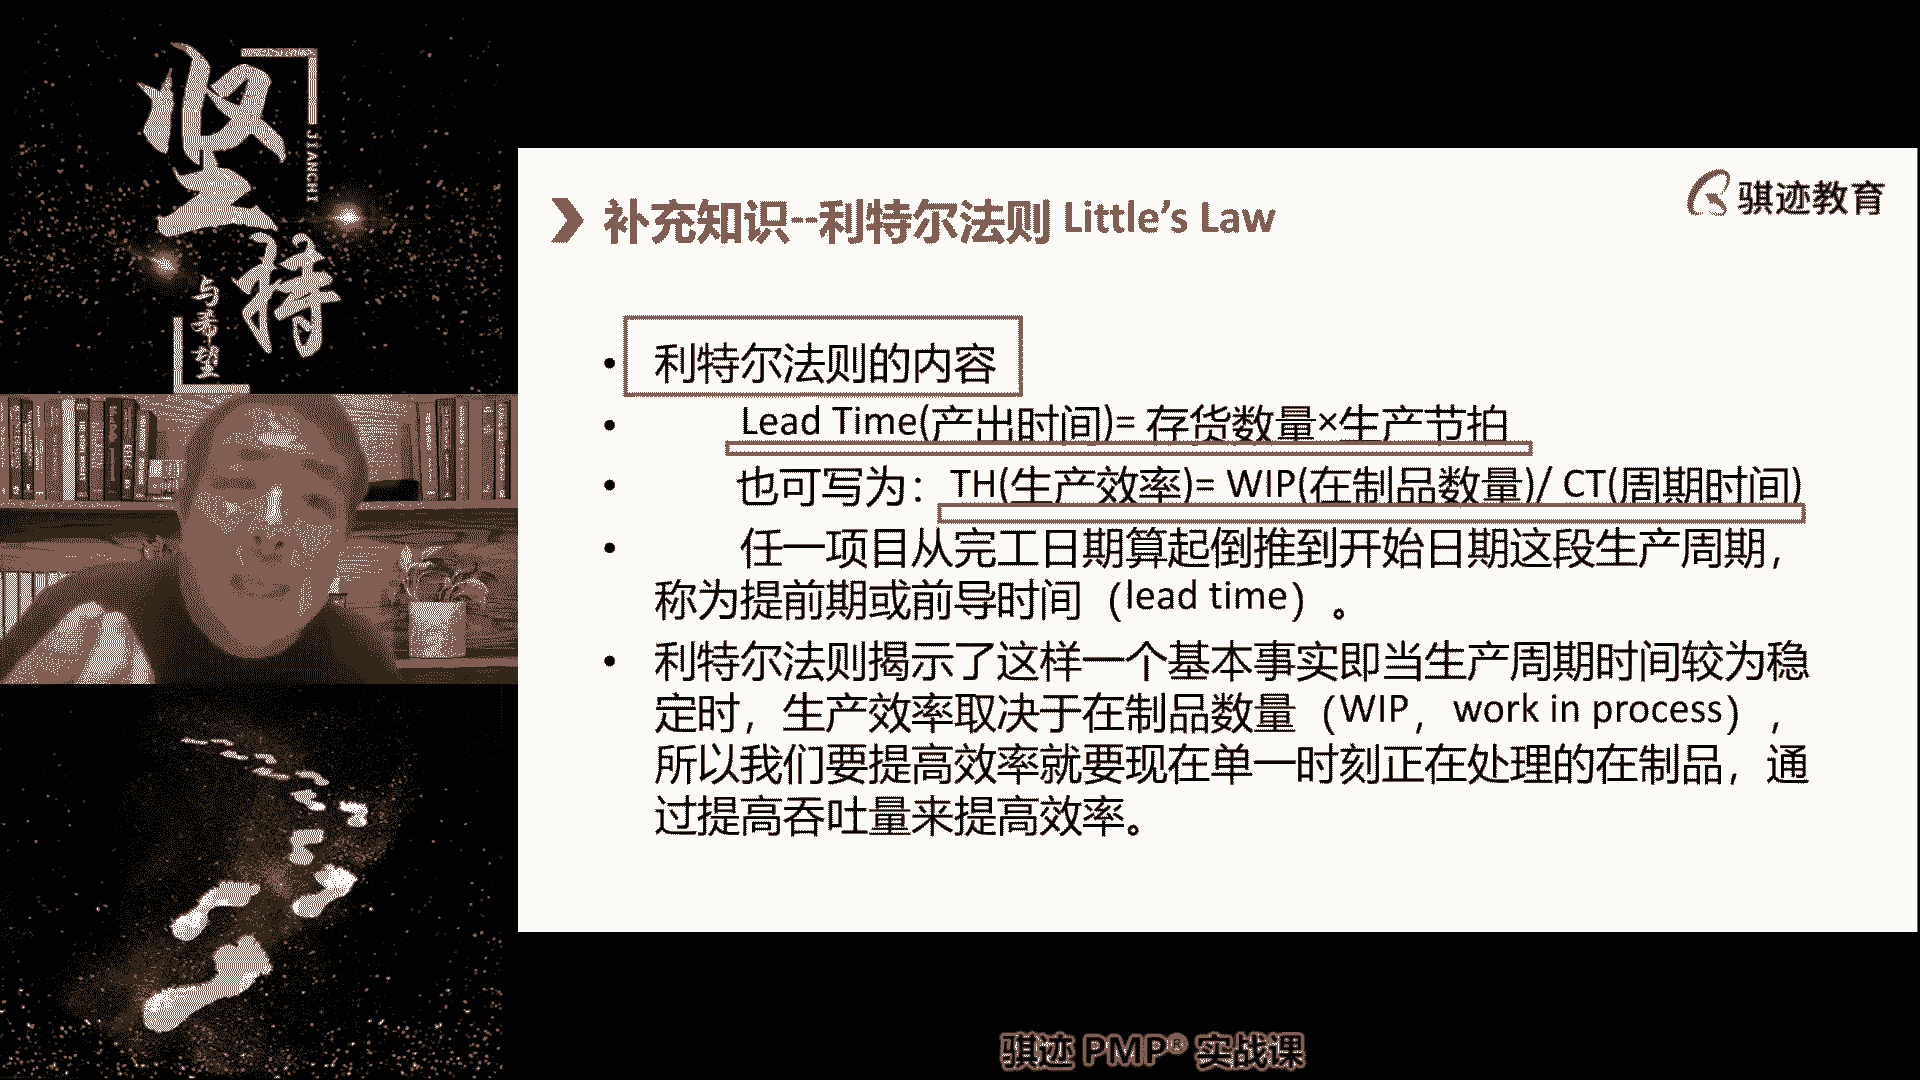 坚持
JIANCHI
与希望
骐迹教育
补充知识--利特尔法则 Little's Law
• 利特尔法则的内容
• Lead Time(产出时间)= 存货数量×生产节拍
• 也可写为：TH(生产效率)= WIP(在制品数量)/ CT(周期时间)
• 任一项目从完工日期算起倒推到开始日期这段生产周期，
称为提前期或前导时间（lead time）。
• 利特尔法则揭示了这样一个基本事实即当生产周期时间较为稳
定时，生产效率取决于在制品数量（WIP，work in process），
所以我们要提高效率就要现在单一时刻正在处理的在制品，通
过提高吞吐量来提高效率。
骐迹 PMP® 实战课